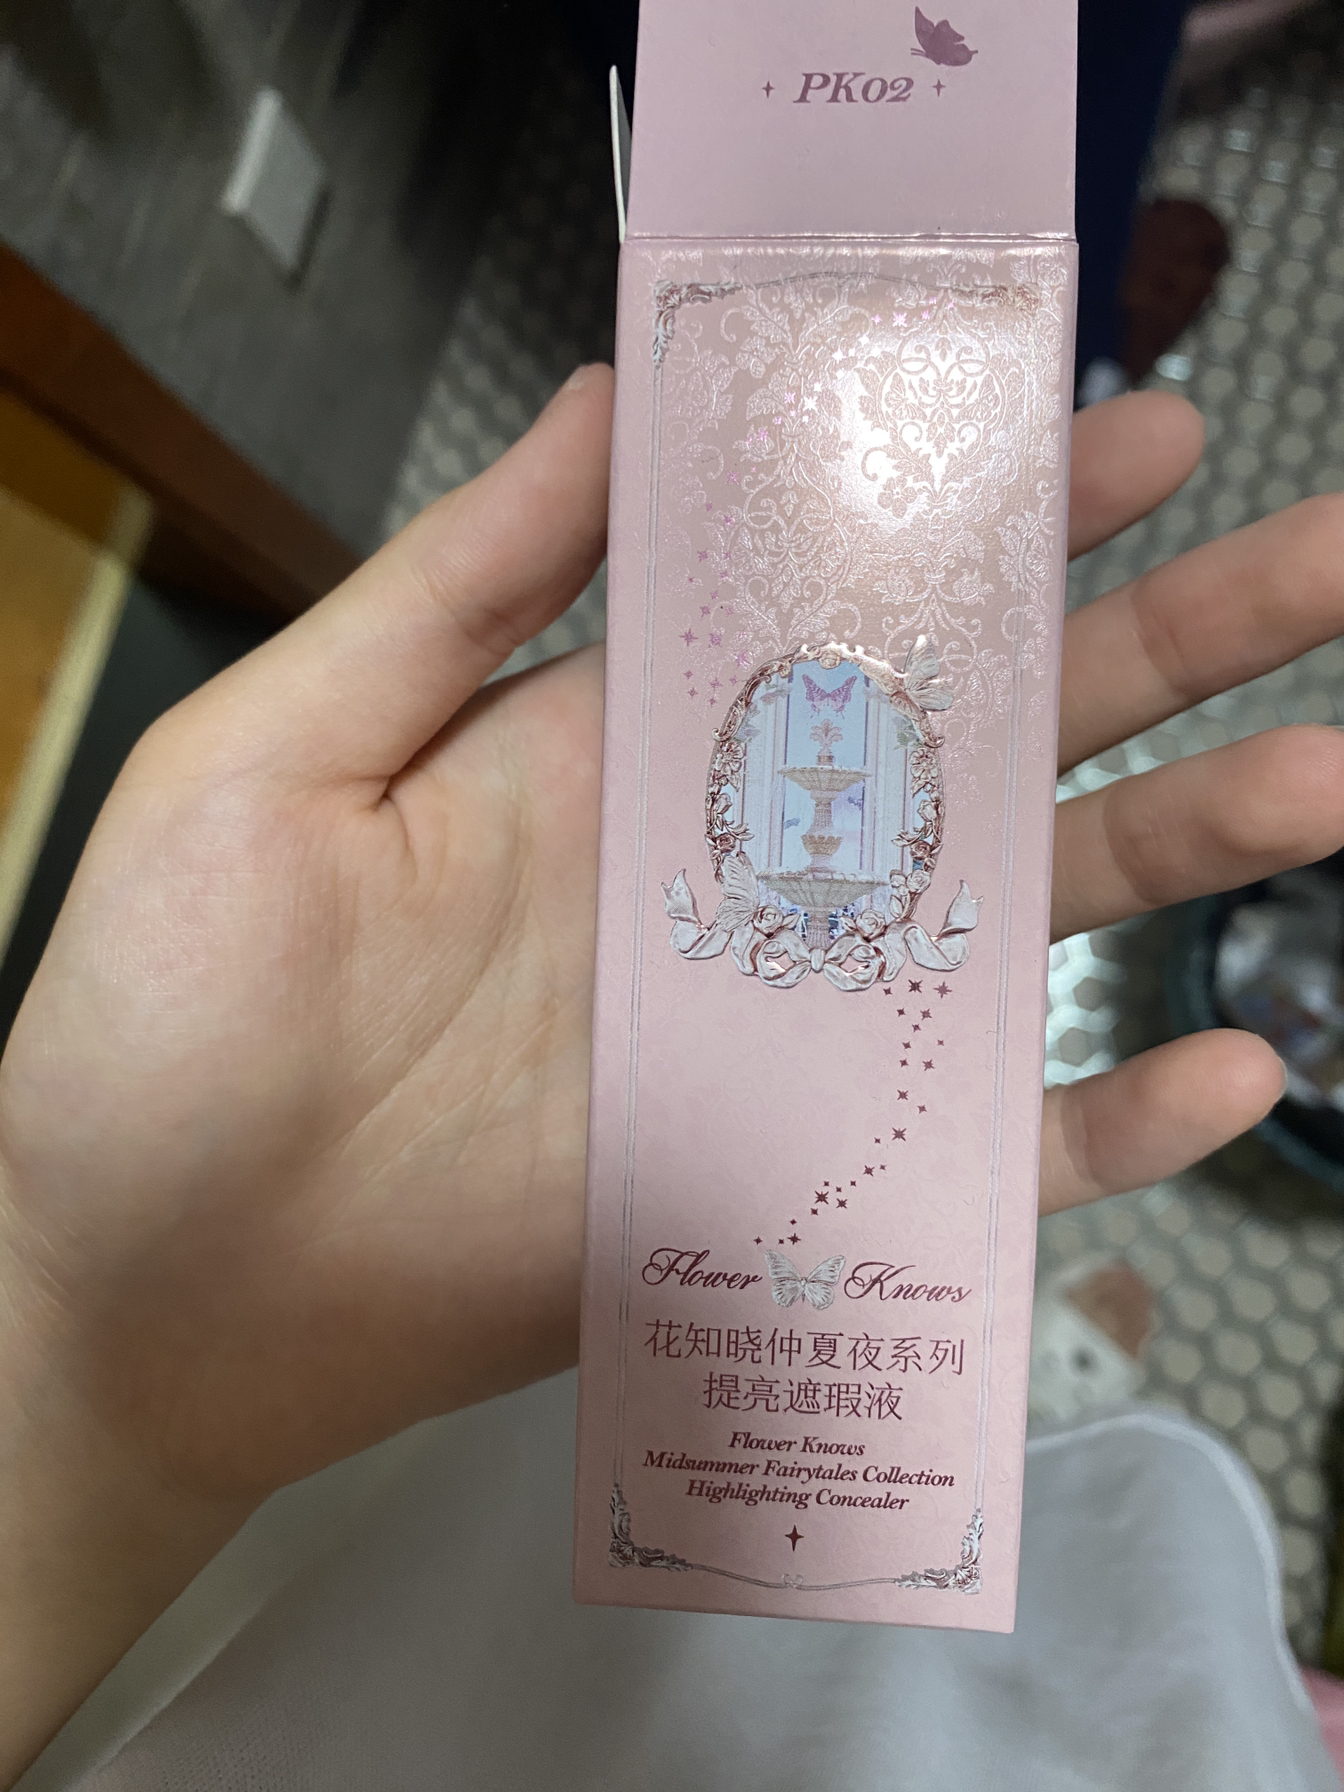 PK02
Flower Knows
花知晓仲夏夜系列
提亮遮瑕液
Flower Knows
Midsummer Fairytales Collection
Highlighting Concealer